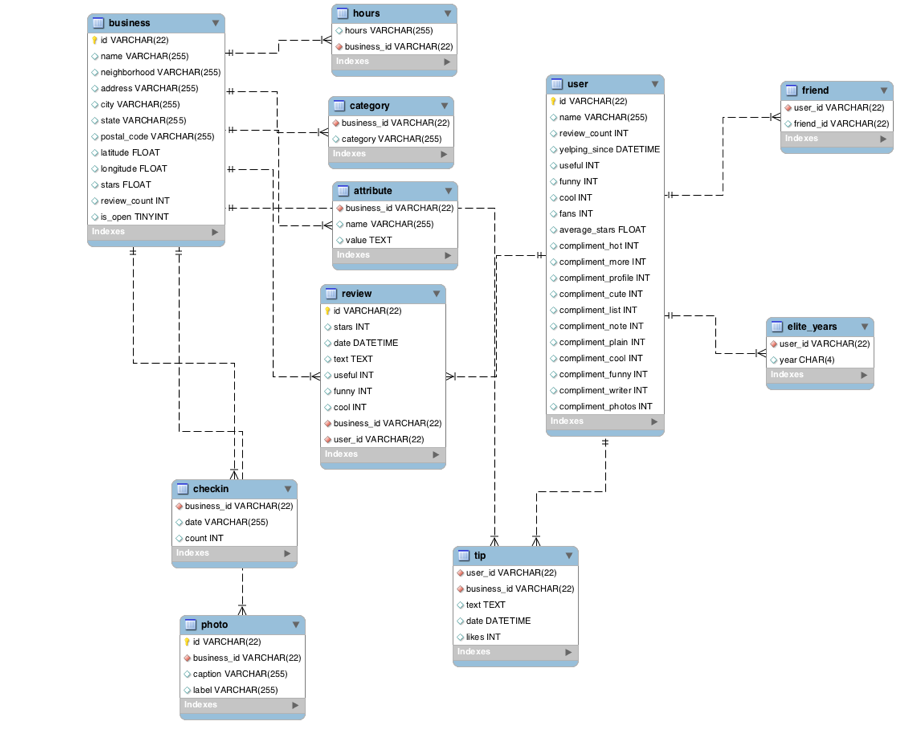 business
id VARCHAR(22)
name VARCHAR(255)
neighborhood VARCHAR(255)
address VARCHAR(255)
city VARCHAR(255)
state VARCHAR(255)
postal_code VARCHAR(255)
latitude FLOAT
longitude FLOAT
stars FLOAT
review_count INT
is_open TINYINT
Indexes
hours
hours VARCHAR(255)
business_id VARCHAR(22)
Indexes
category
business_id VARCHAR(22)
category VARCHAR(255)
Indexes
attribute
business_id VARCHAR(22)
name VARCHAR(255)
value TEXT
Indexes
review
id VARCHAR(22)
stars INT
date DATETIME
text TEXT
useful INT
funny INT
cool INT
business_id VARCHAR(22)
user_id VARCHAR(22)
Indexes
user
id VARCHAR(22)
name VARCHAR(255)
review_count INT
yelping_since DATETIME
useful INT
funny INT
cool INT
fans INT
average_stars FLOAT
compliment_hot INT
compliment_more INT
compliment_profile INT
compliment_cute INT
compliment_list INT
compliment_note INT
compliment_plain INT
compliment_cool INT
compliment_funny INT
compliment_writer INT
compliment_photos INT
Indexes
friend
user_id VARCHAR(22)
friend_id VARCHAR(22)
Indexes
elite_years
user_id VARCHAR(22)
year CHAR(4)
Indexes
checkin
business_id VARCHAR(22)
date VARCHAR(255)
count INT
Indexes
tip
user_id VARCHAR(22)
business_id VARCHAR(22)
text TEXT
date DATETIME
likes INT
Indexes
photo
id VARCHAR(22)
business_id VARCHAR(22)
caption VARCHAR(255)
label VARCHAR(255)
Indexes